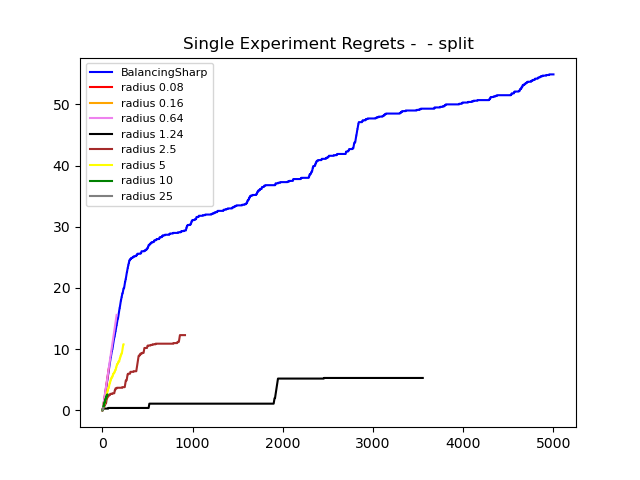 Single Experiment Regrets -  - split
BalancingSharp
radius 0.08
radius 0.16
radius 0.64
radius 1.24
radius 2.5
radius 5
radius 10
radius 25
50
40
30
20
10
0
0 1000 2000 3000 4000 5000